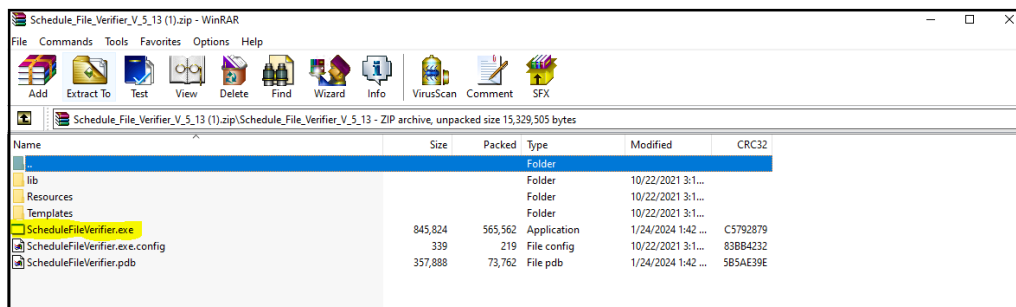 Schedule_File_Verifier_V_5_13 (1).zip - WinRAR
File Commands Tools Favorites Options Help
Add Extract To Test View Delete Find Wizard Info VirusScan Comment SFX
Schedule_File_Verifier_V_5_13 (1).zip\Schedule_File_Verifier_V_5_13 - ZIP archive, unpacked size 15,329,505 bytes
Name Size Packed Type Modified CRC32
.. Folder
lib Folder 10/22/2021 3:1...
Resources Folder 10/22/2021 3:1...
Templates Folder 10/22/2021 3:1...
ScheduleFileVerifier.exe 845,824 565,562 Application 1/24/2024 1:42 ... C5792879
ScheduleFileVerifier.exe.config 339 219 File config 10/22/2021 3:1... 83BB4232
ScheduleFileVerifier.pdb 357,888 73,762 File pdb 1/24/2024 1:42 ... 5B5AE39E